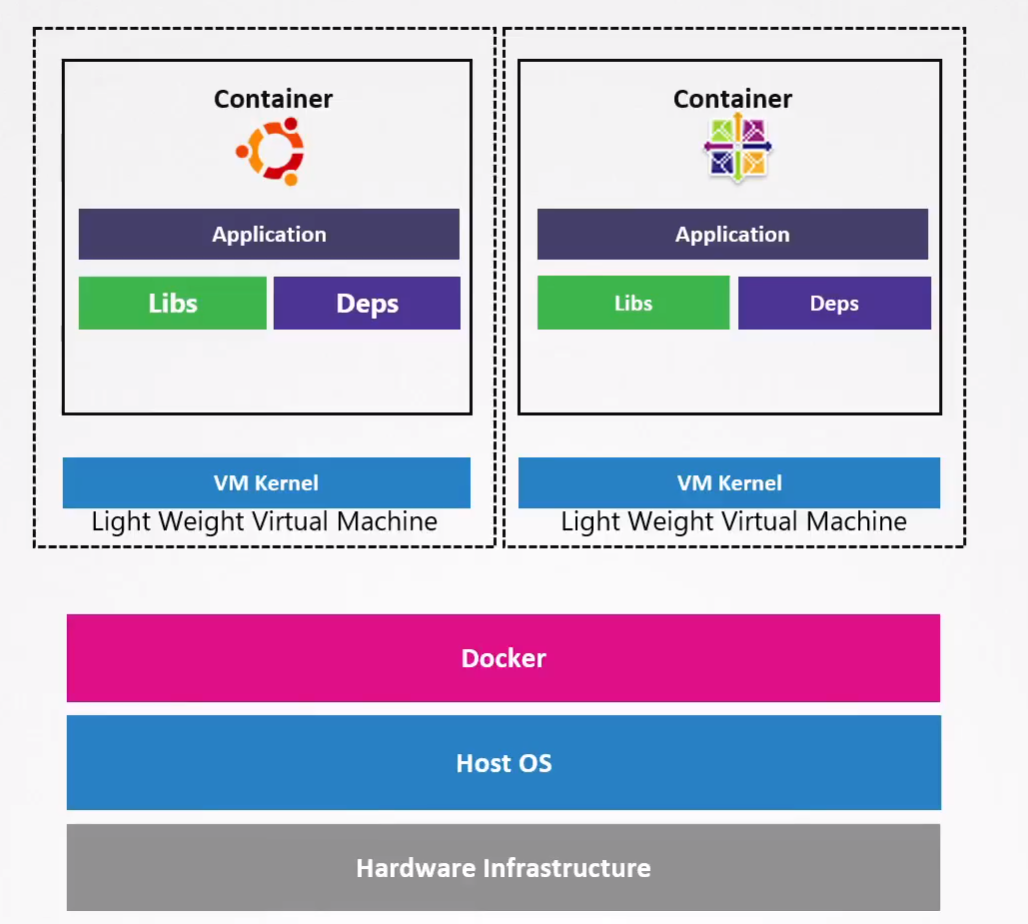 Container
Container
Application
Application
Libs
Deps
Libs
Deps
VM Kernel
VM Kernel
Light Weight Virtual Machine
Light Weight Virtual Machine
Docker
Host OS
Hardware Infrastructure